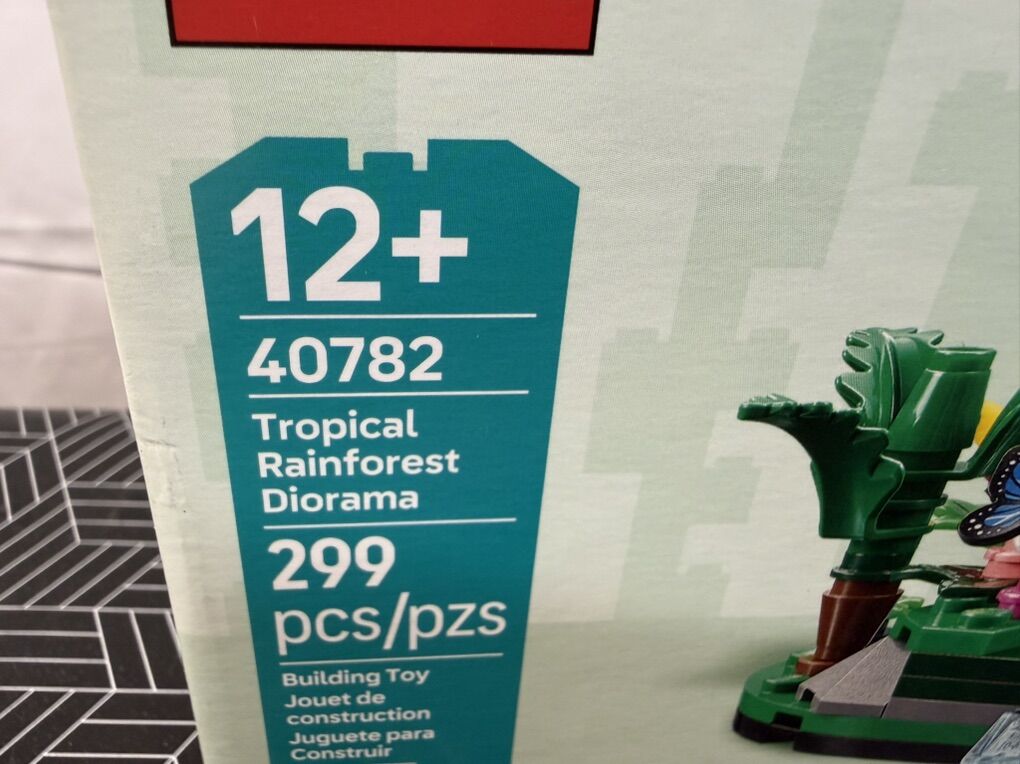 12+
40782
Tropical
Rainforest
Diorama
299
pcs/pzs
Building Toy
Jouet de
construction
Juguete para
Construir